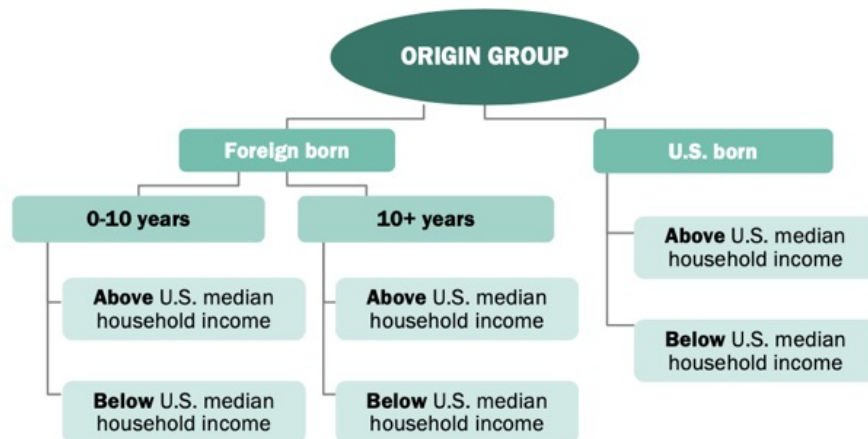 ORIGIN GROUP
Foreign born
U.S. born
0-10 years
10+ years
Above U.S. median
household income
Above U.S. median
household income
Above U.S. median
household income
Below U.S. median
household income
Below U.S. median
household income
Below U.S. median
household income